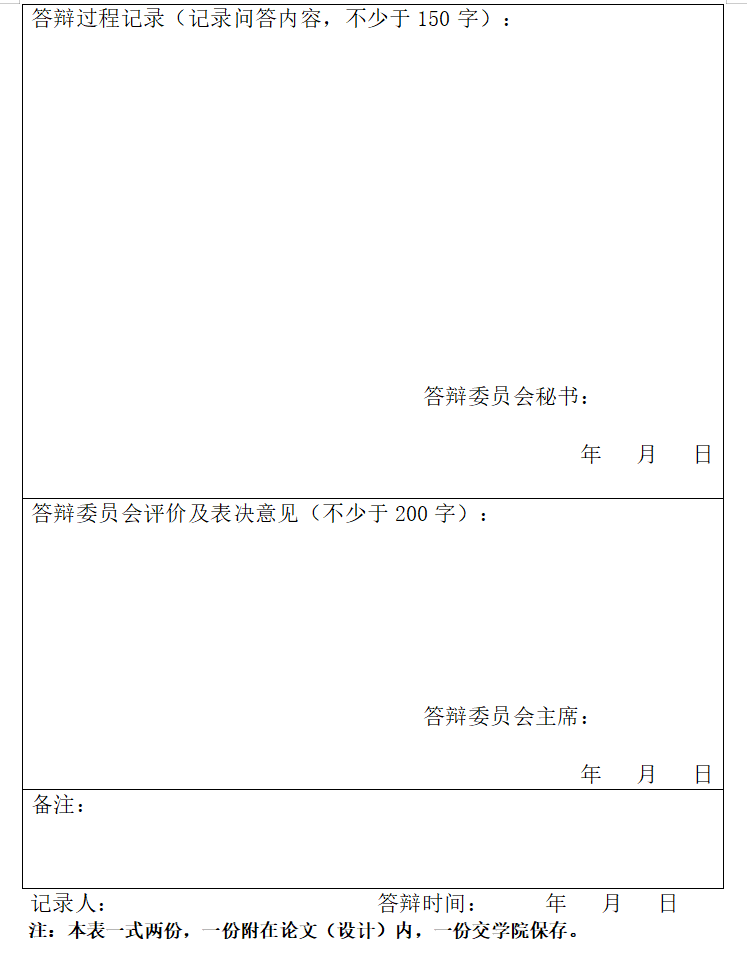 答辩过程记录（记录问答内容，不少于 150 字）：
答辩委员会秘书：
年 月 日
答辩委员会评价及表决意见（不少于 200 字）：
答辩委员会主席：
年 月 日
备注：
记录人： 答辩时间： 年 月 日
注：本表一式两份，一份附在论文（设计）内，一份交学院保存。